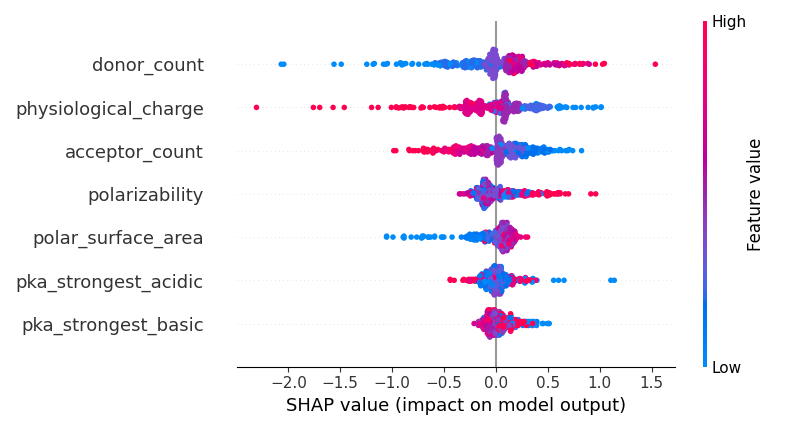 High
donor_count
physiological_charge
acceptor_count
polarizability
polar_surface_area
pka_strongest_acidic
pka_strongest_basic
Feature value
Low
−2.0 −1.5 −1.0 −0.5 0.0 0.5 1.0 1.5
SHAP value (impact on model output)